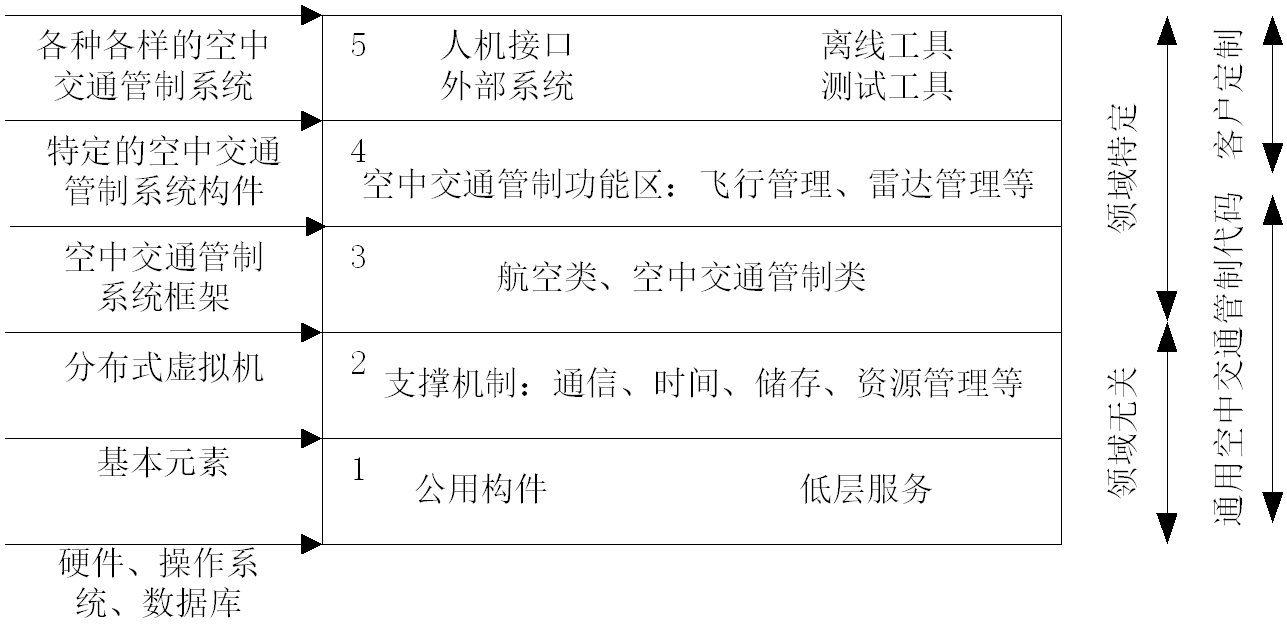 各种各样的空中
交通管制系统
5
人机接口
离线工具
外部系统
测试工具
特定的空中交通
管制系统构件
4
空中交通管制功能区：飞行管理、雷达管理等
空中交通管制
系统框架
3
航空类、空中交通管制类
分布式虚拟机
2
支撑机制：通信、时间、储存、资源管理等
基本元素
1
公用构件
低层服务
硬件、操作系
统、数据库
领域特定
领域无关
客户定制
通用空中交通管制代码